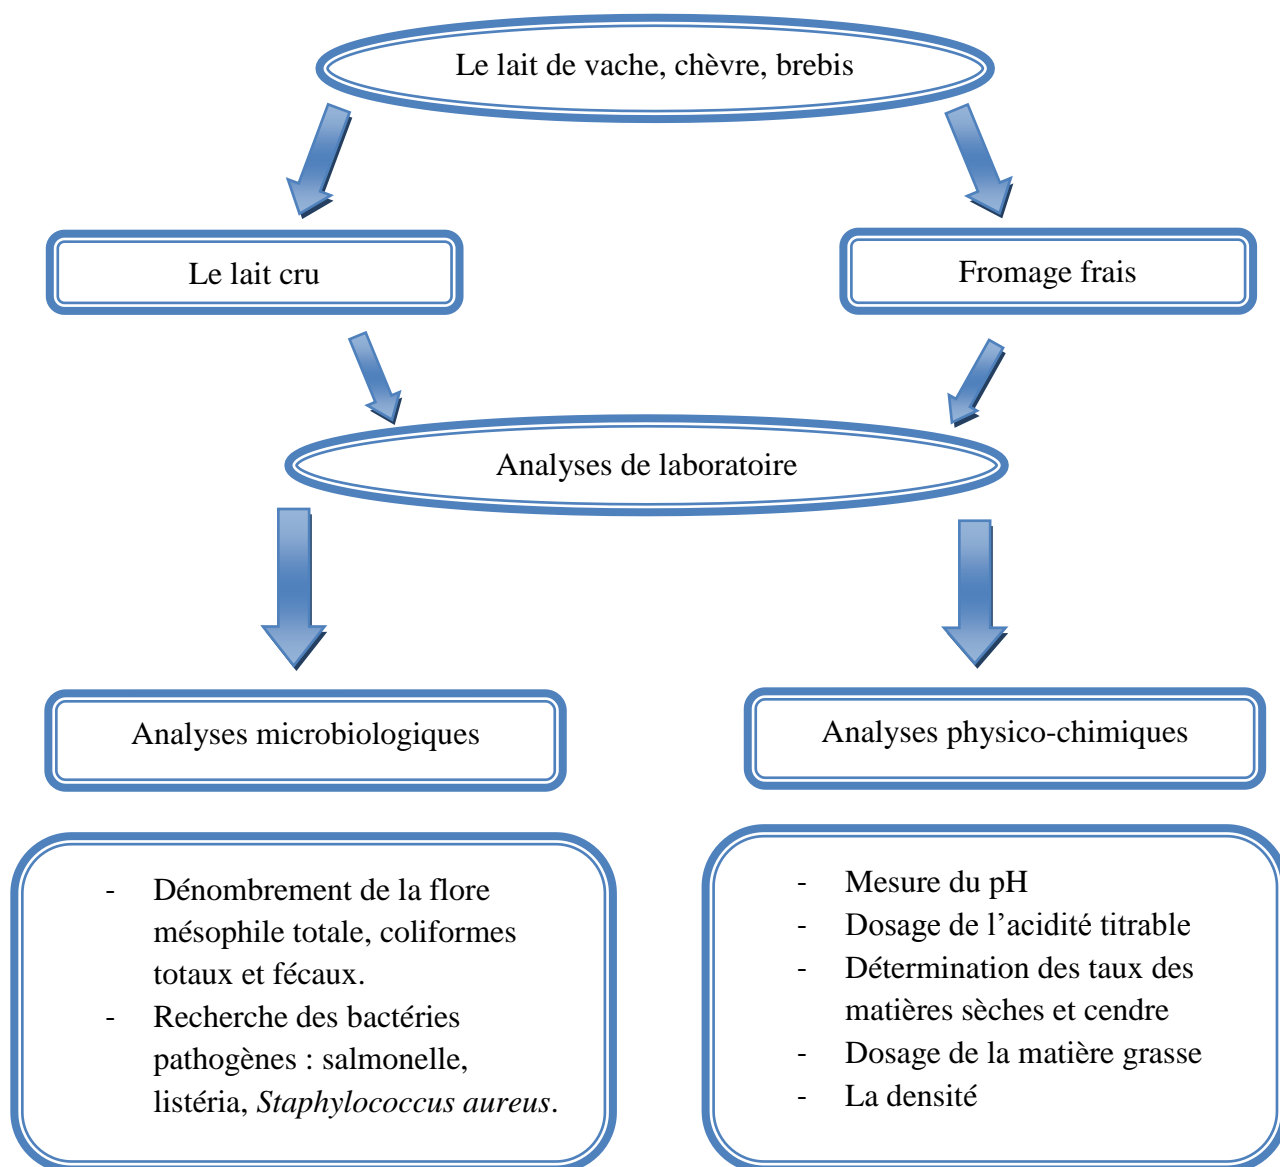 Le lait de vache, chèvre, brebis
Le lait cru
Fromage frais
Analyses de laboratoire
Analyses microbiologiques
Analyses physico-chimiques
- Dénombrement de la flore
mésophile totale, coliformes
totaux et fécaux.
- Recherche des bactéries
pathogènes : salmonelle,
listéria, Staphylococcus aureus.
- Mesure du pH
- Dosage de l’acidité titrable
- Détermination des taux des
matières sèches et cendre
- Dosage de la matière grasse
- La densité